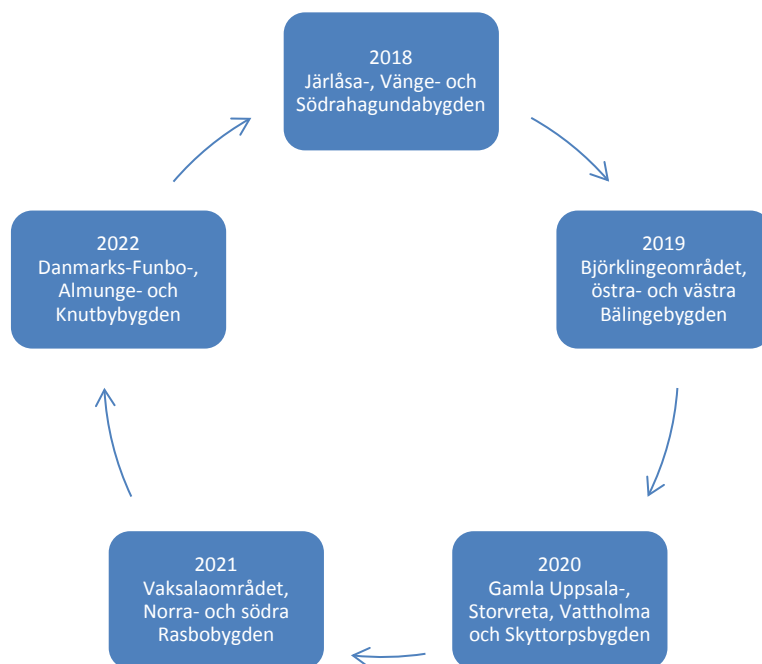 2018
Järlåsa-, Vänge- och
Södrahagundabygden
2019
Björklingeområdet,
östra- och västra
Bälingebygden
2020
Gamla Uppsala-,
Storvreta, Vattholma
och Skyttorpsbygden
2021
Vaksalaområdet,
Norra- och södra
Rasbobygden
2022
Danmarks-Funbo-,
Almunge- och
Knutbybygden